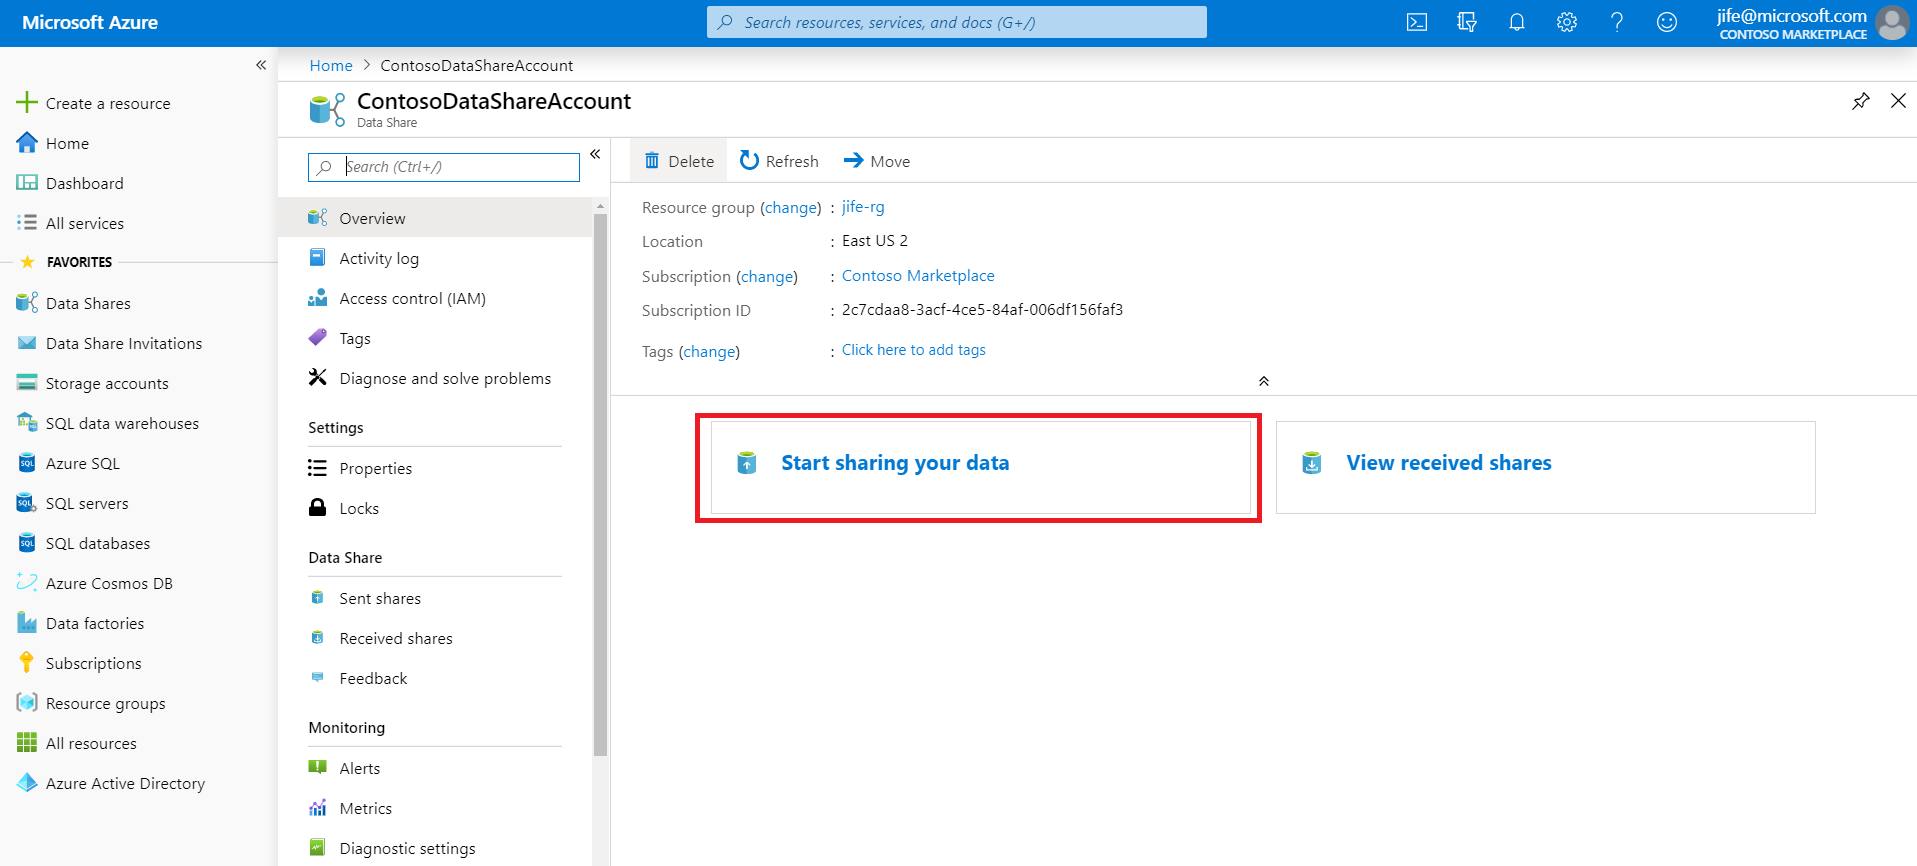 Microsoft Azure
Search resources, services, and docs (G+/)
jife@microsoft.com
CONTOSO MARKETPLACE
Create a resource
Home
Dashboard
All services
FAVORITES
Data Shares
Data Share Invitations
Storage accounts
SQL data warehouses
Azure SQL
SQL servers
SQL databases
Azure Cosmos DB
Data factories
Subscriptions
Resource groups
All resources
Azure Active Directory
Home > ContosoDataShareAccount
ContosoDataShareAccount
Data Share
Search (Ctrl+/)
Overview
Activity log
Access control (IAM)
Tags
Diagnose and solve problems
Settings
Properties
Locks
Data Share
Sent shares
Received shares
Feedback
Monitoring
Alerts
Metrics
Diagnostic settings
Delete Refresh Move
Resource group (change) : jife-rg
Location : East US 2
Subscription (change) : Contoso Marketplace
Subscription ID : 2c7cdaa8-3acf-4ce5-84af-006df156faf3
Tags (change) : Click here to add tags
Start sharing your data
View received shares